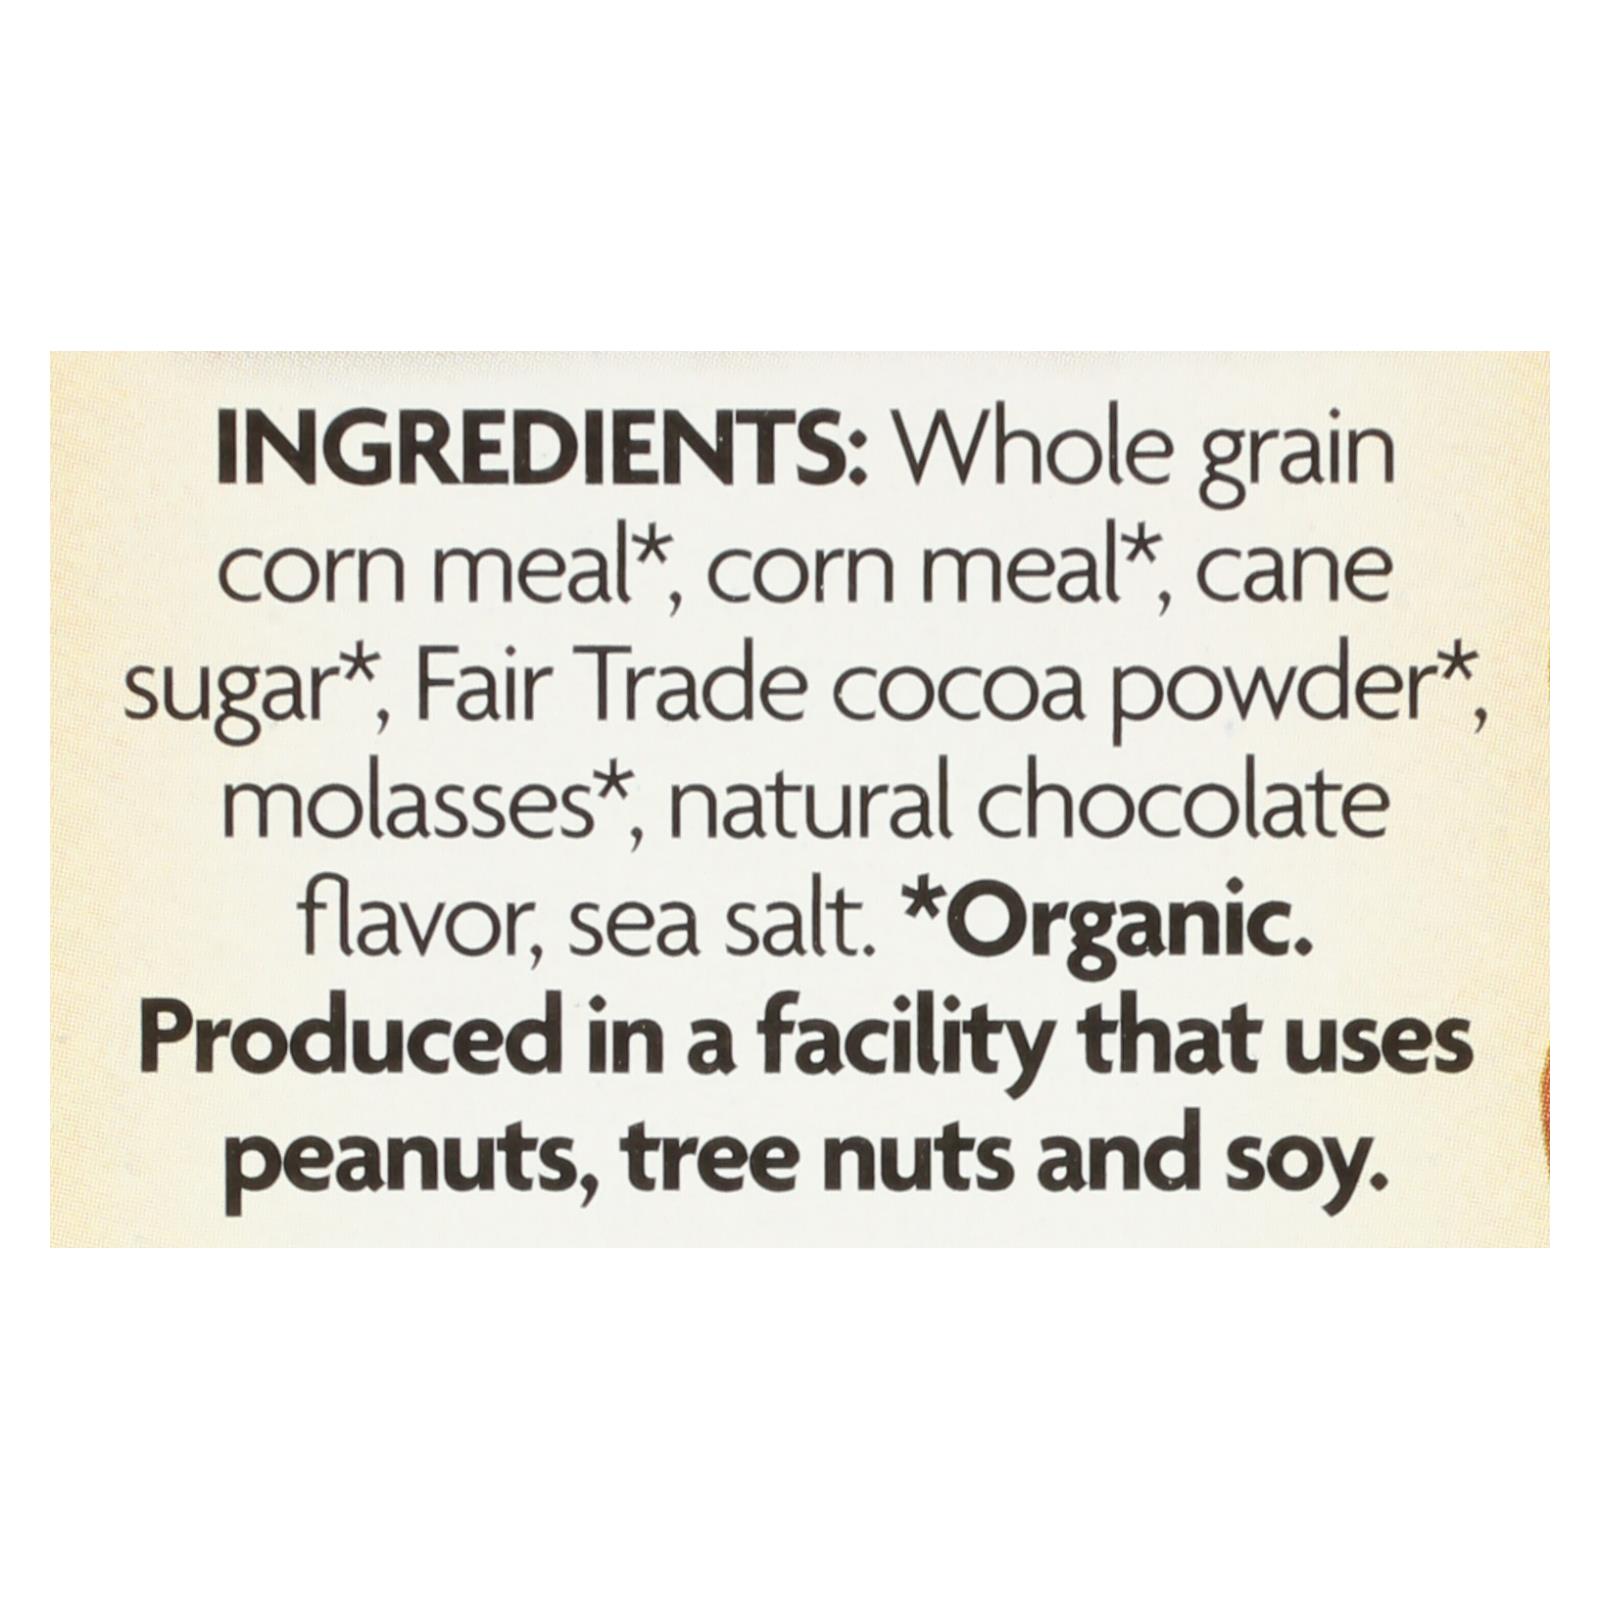 INGREDIENTS: Whole grain
corn meal*, corn meal*, cane
sugar*, Fair Trade cocoa powder*,
molasses*, natural chocolate
flavor, sea salt. *Organic.
Produced in a facility that uses
peanuts, tree nuts and soy.